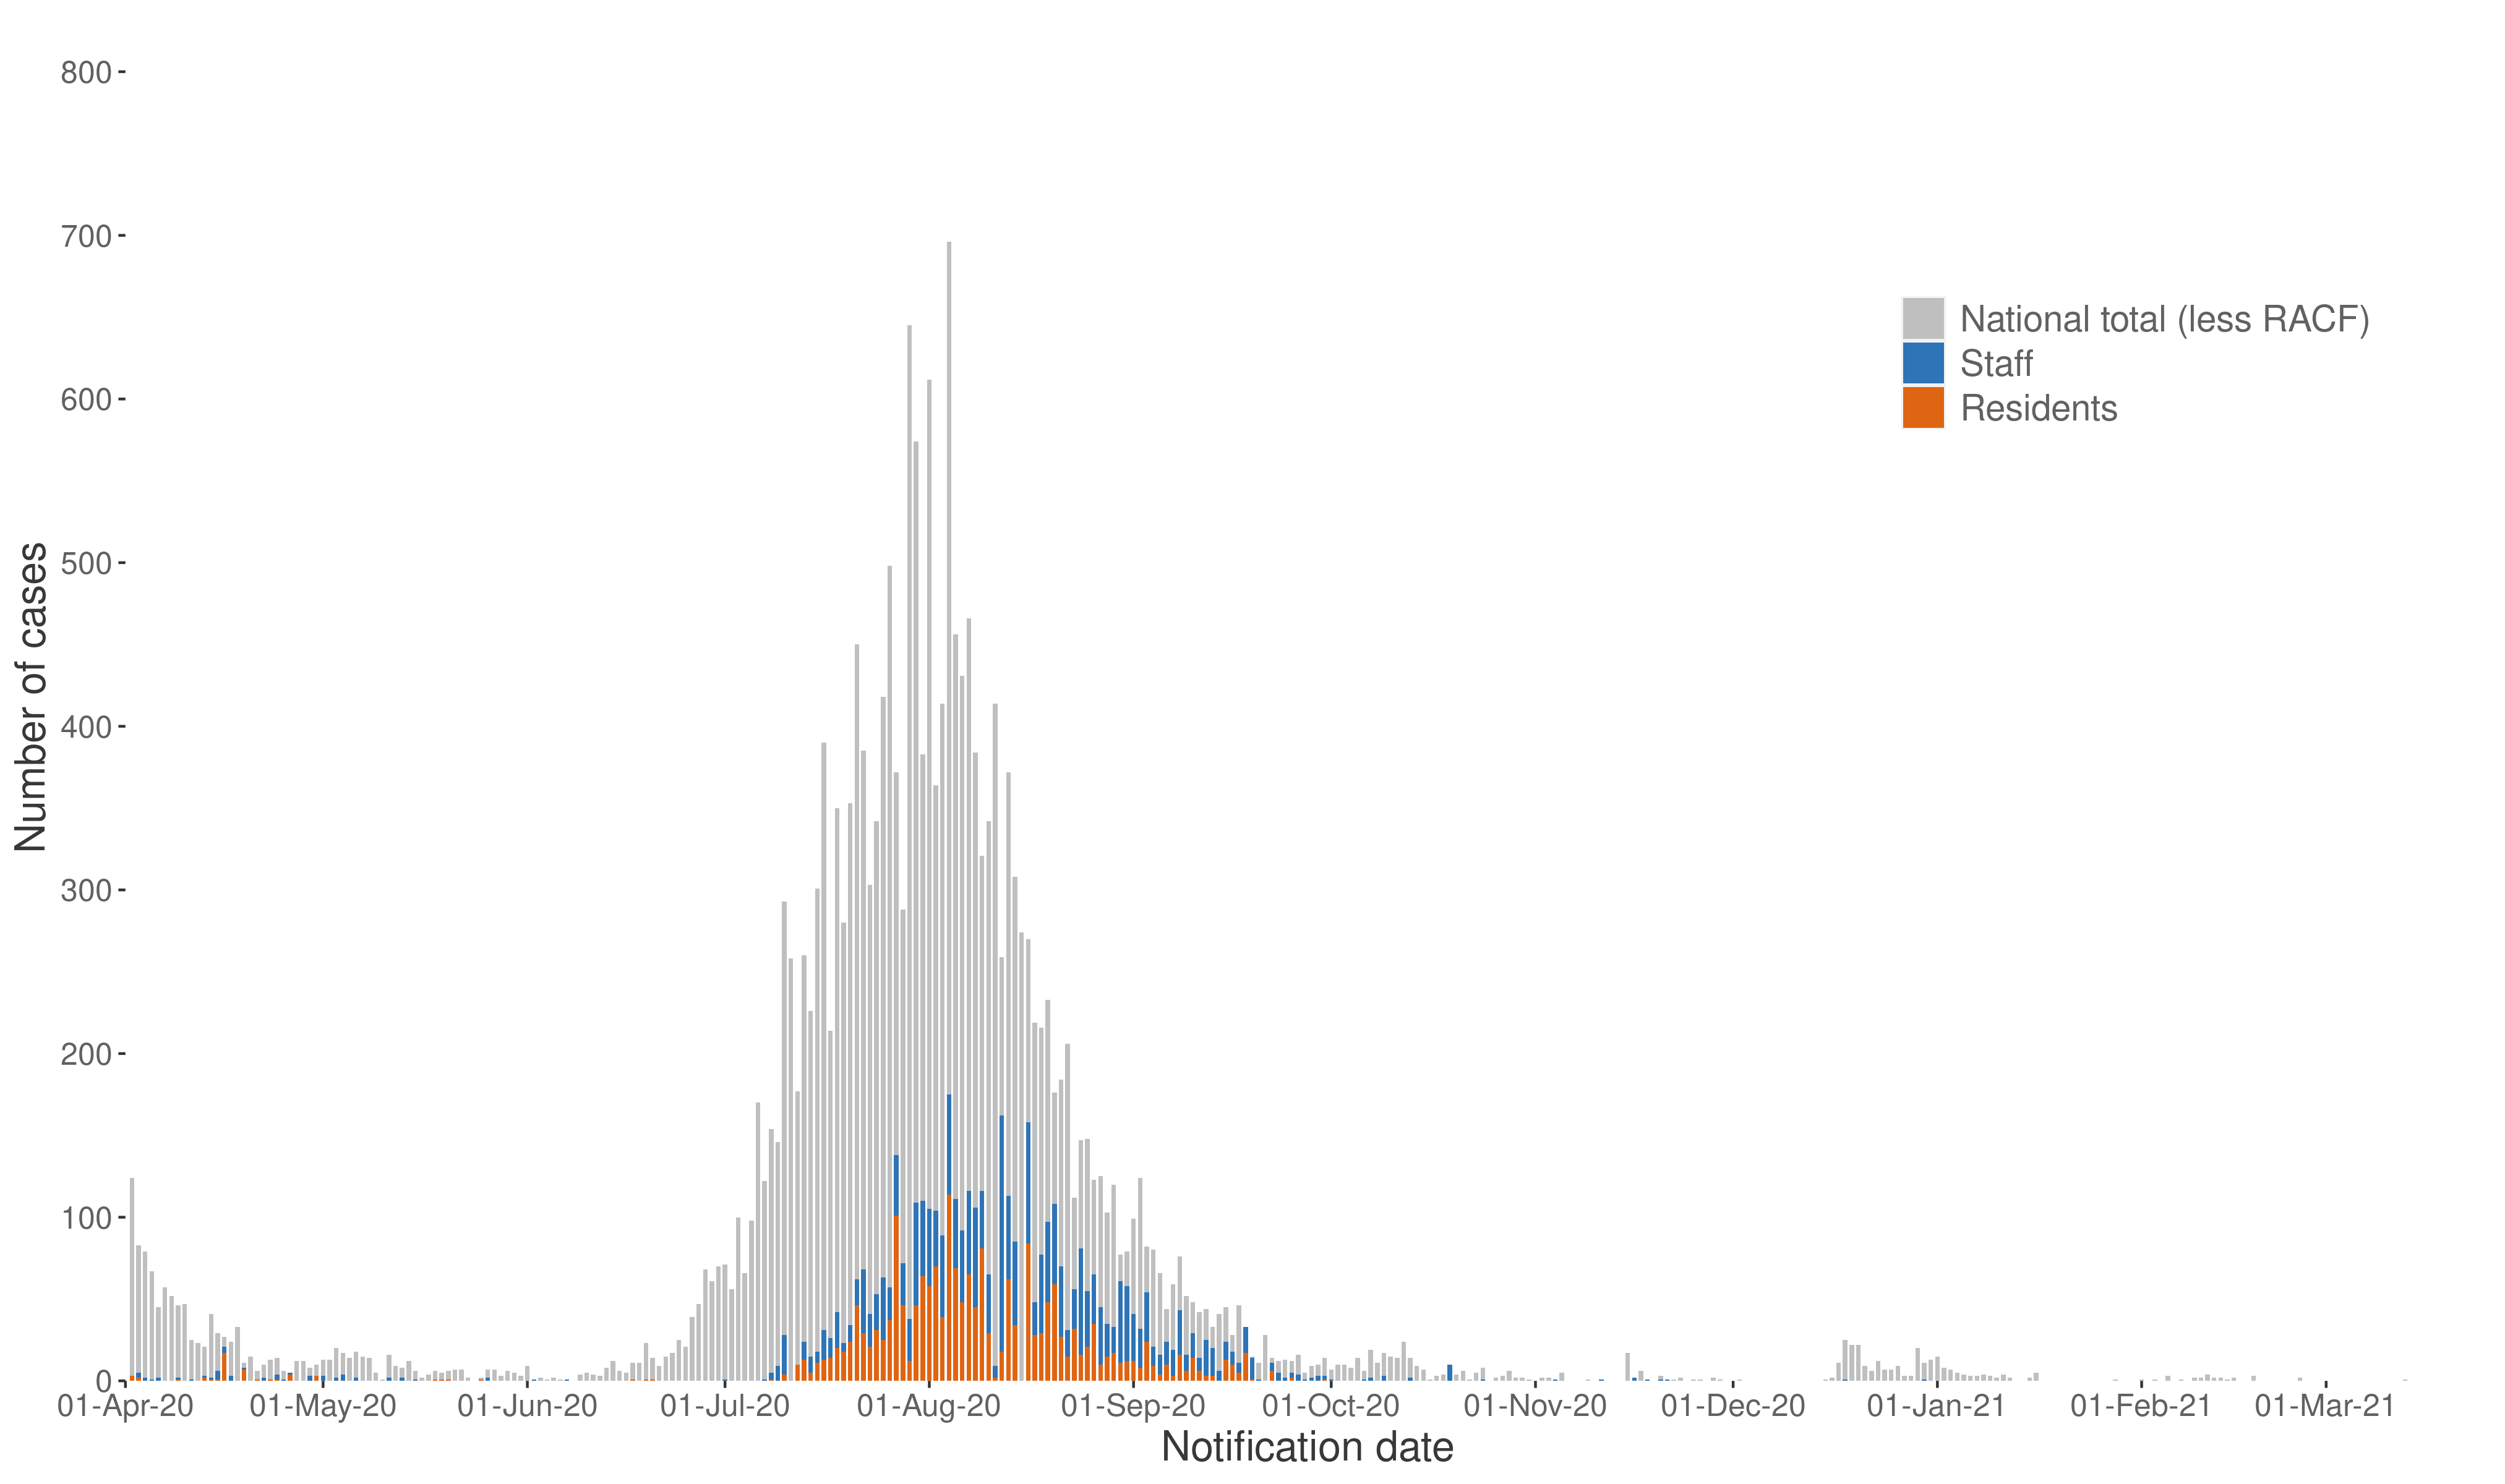 800
700
600
500
400
300
200
100
0
Number of cases
National total (less RACF)
Staff
Residents
01-Apr-20 01-May-20 01-Jun-20 01-Jul-20 01-Aug-20 01-Sep-20 01-Oct-20 01-Nov-20 01-Dec-20 01-Jan-21 01-Feb-21 01-Mar-21
Notification date